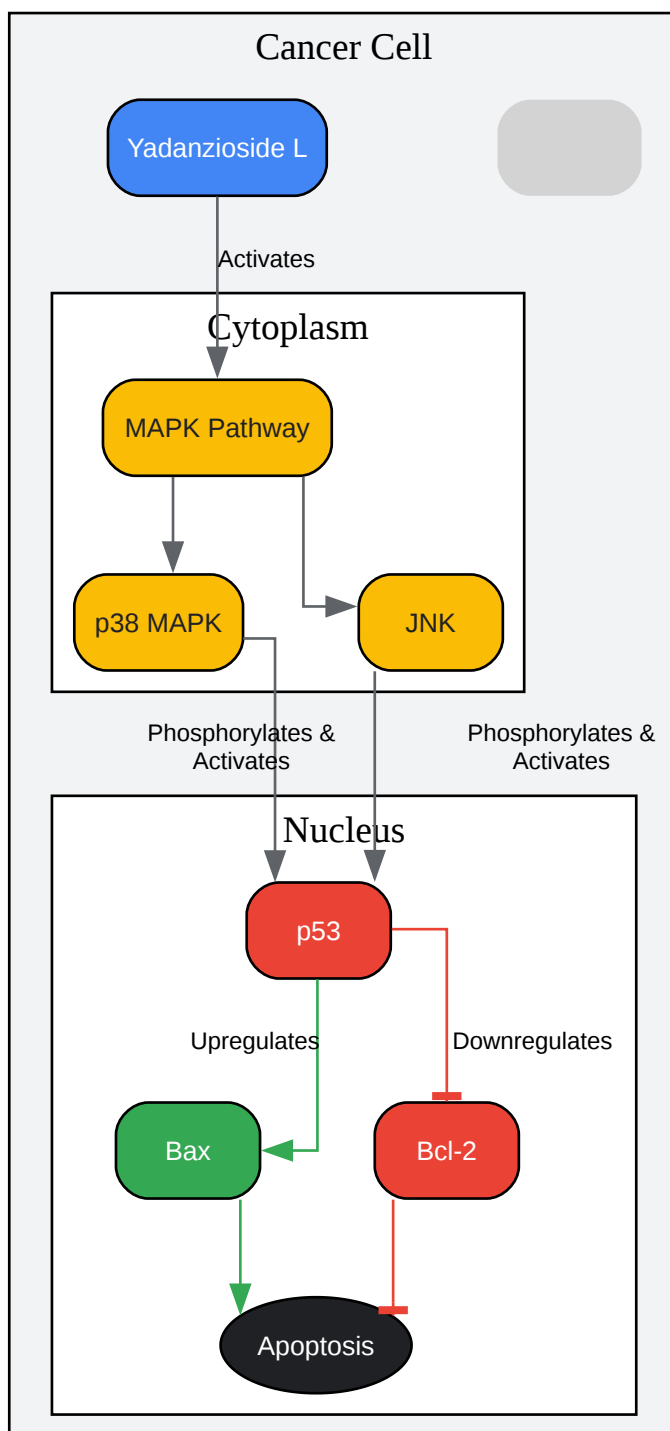 Cancer Cell
Yadanzioside L
Activates
Cytoplasm
MAPK Pathway
p38 MAPK
JNK
Phosphorylates &
Activates
Phosphorylates &
Activates
Nucleus
p53
Upregulates
Downregulates
Bax
Bcl-2
Apoptosis